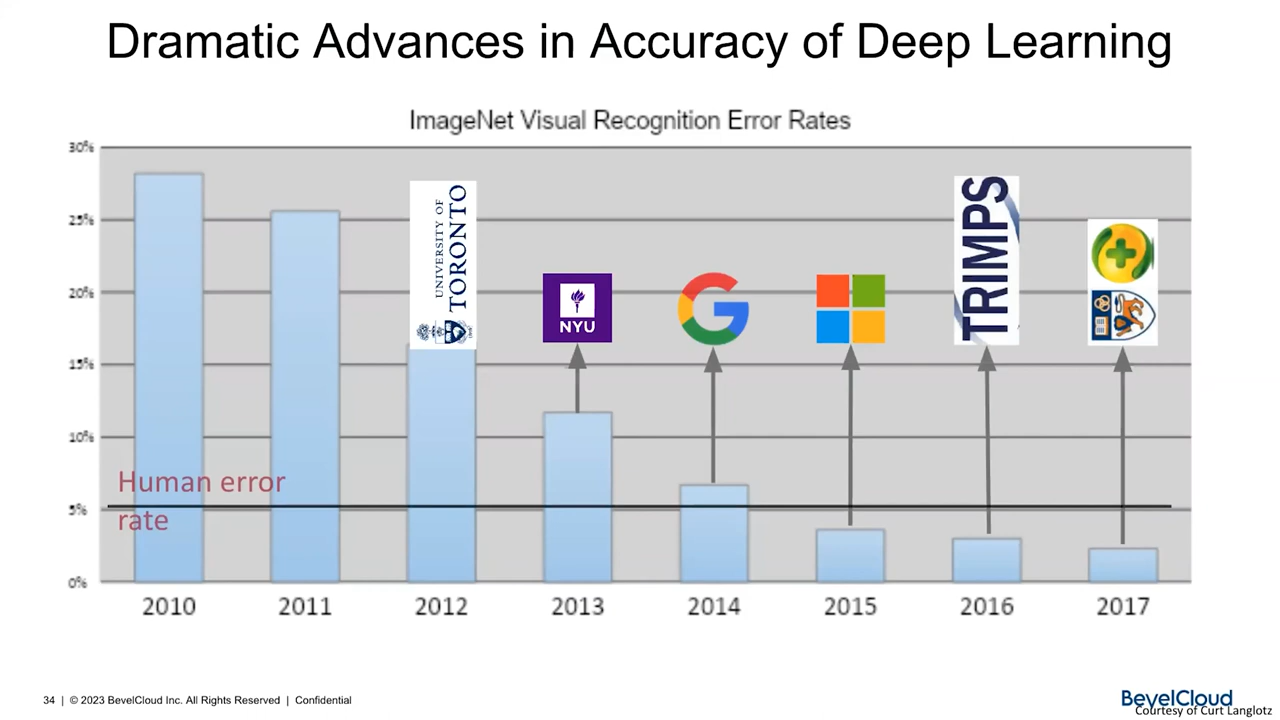 Dramatic Advances in Accuracy of Deep Learning
ImageNet Visual Recognition Error Rates
30%
25%
20%
15%
10%
5%
0%
UNIVERSITY OF
TORONTO
NYU
G
TRIMPS
Human error
rate
2010 2011 2012 2013 2014 2015 2016 2017
34 | © 2023 BevelCloud Inc. All Rights Reserved | Confidential
BevelCloud
Courtesy of Curt Langlotz